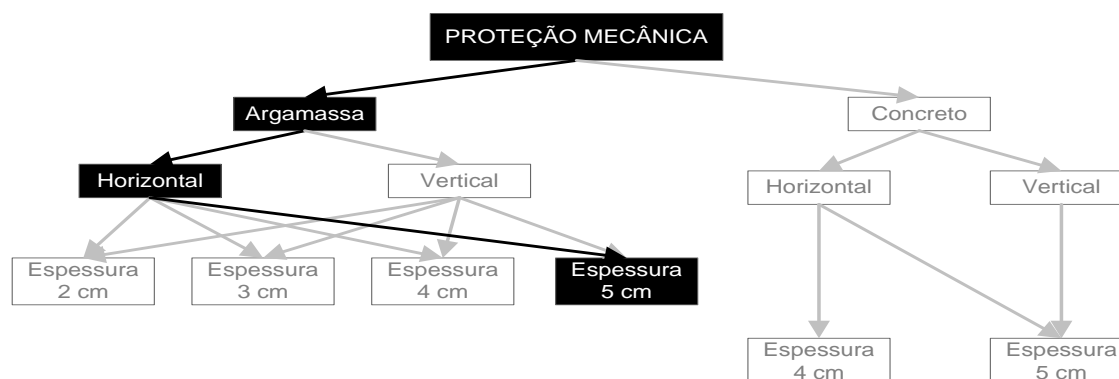 PROTEÇÃO MECÂNICA
Argamassa
Concreto
Horizontal
Vertical
Horizontal
Vertical
Espessura
2 cm
Espessura
3 cm
Espessura
4 cm
Espessura
5 cm
Espessura
4 cm
Espessura
5 cm